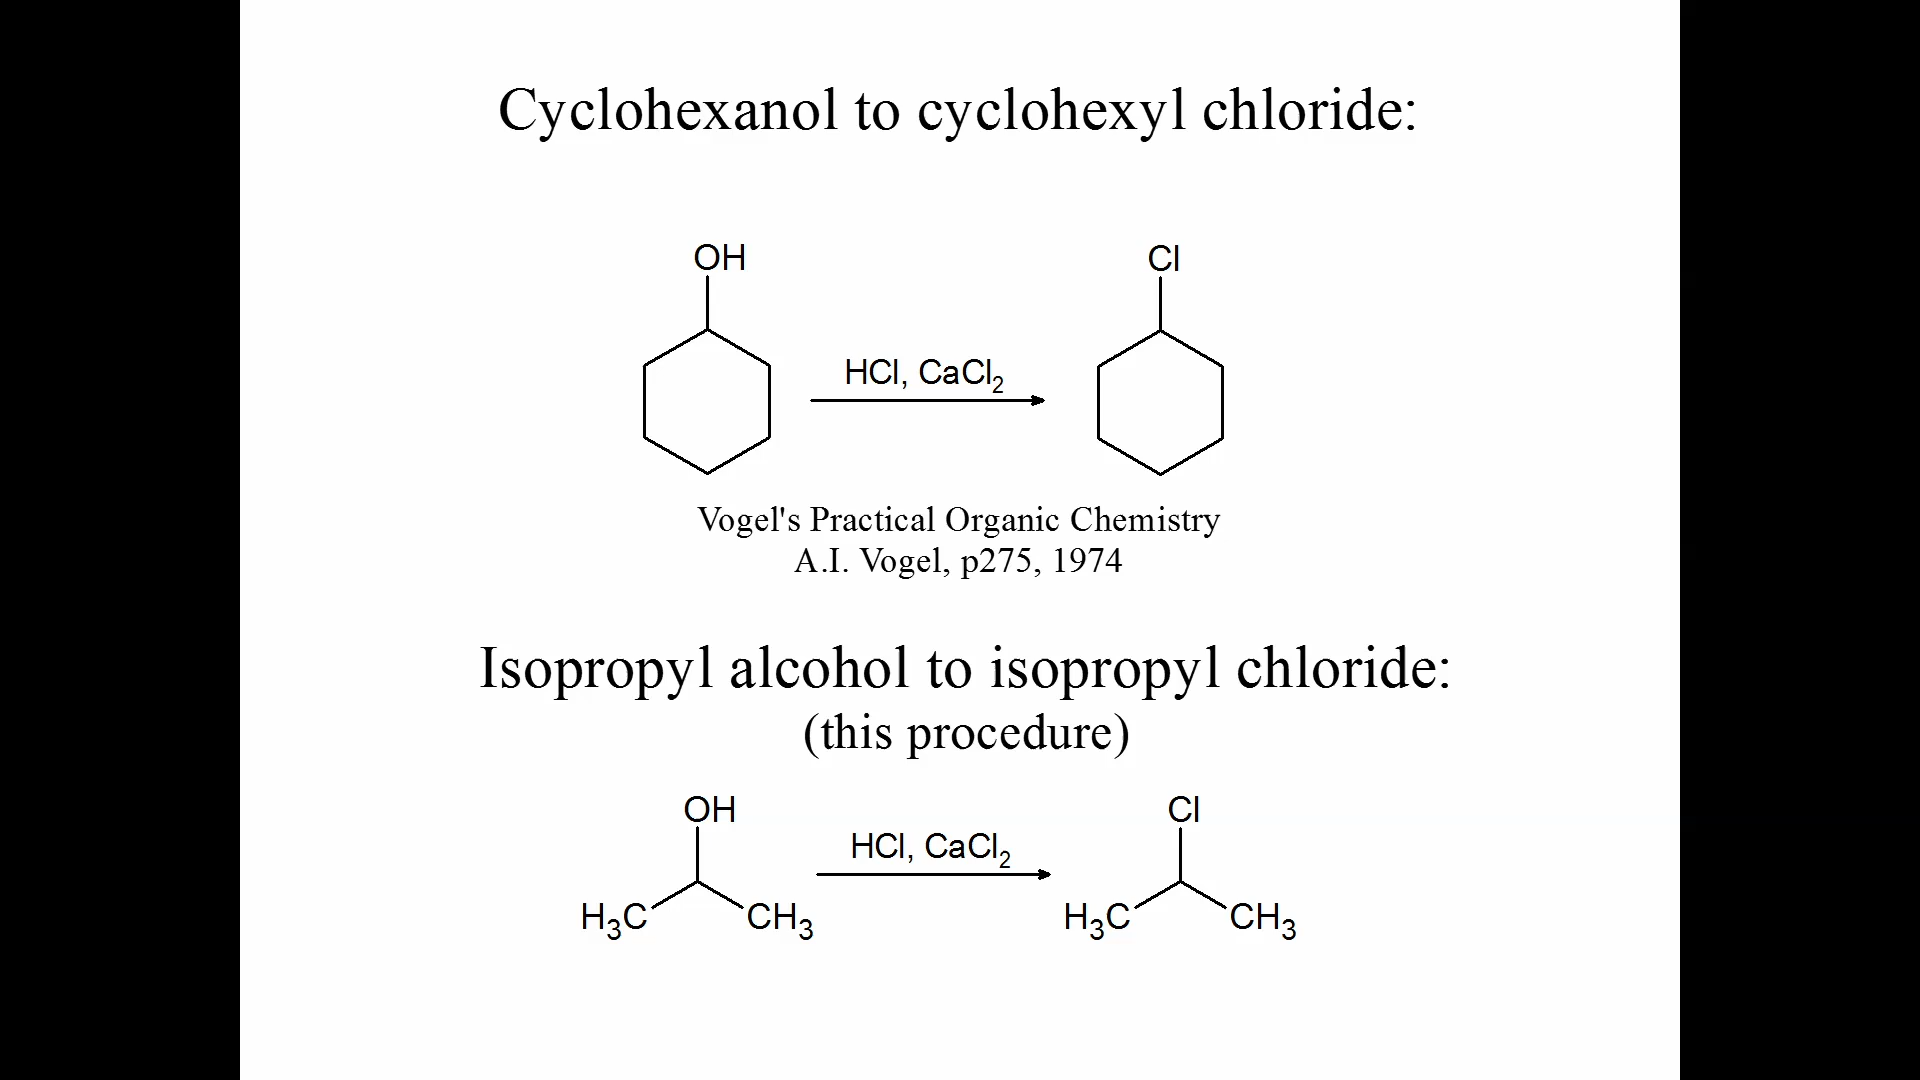 Cyclohexanol to cyclohexyl chloride:
OH
Cl
HCl, CaCl₂
Vogel's Practical Organic Chemistry
A.I. Vogel, p275, 1974
Isopropyl alcohol to isopropyl chloride:
(this procedure)
OH
Cl
HCl, CaCl₂
H₃C CH₃
H₃C CH₃